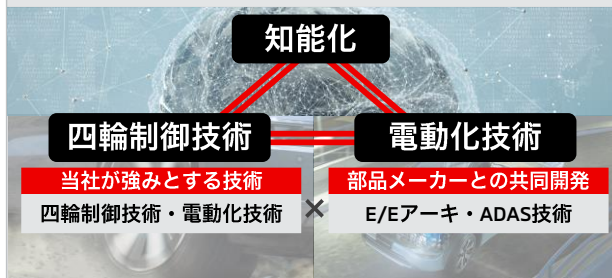 知能化
四輪制御技術
電動化技術
当社が強みとする技術
四輪制御技術・電動化技術
×
部品メーカーとの共同開発
E/Eアーキ・ADAS技術